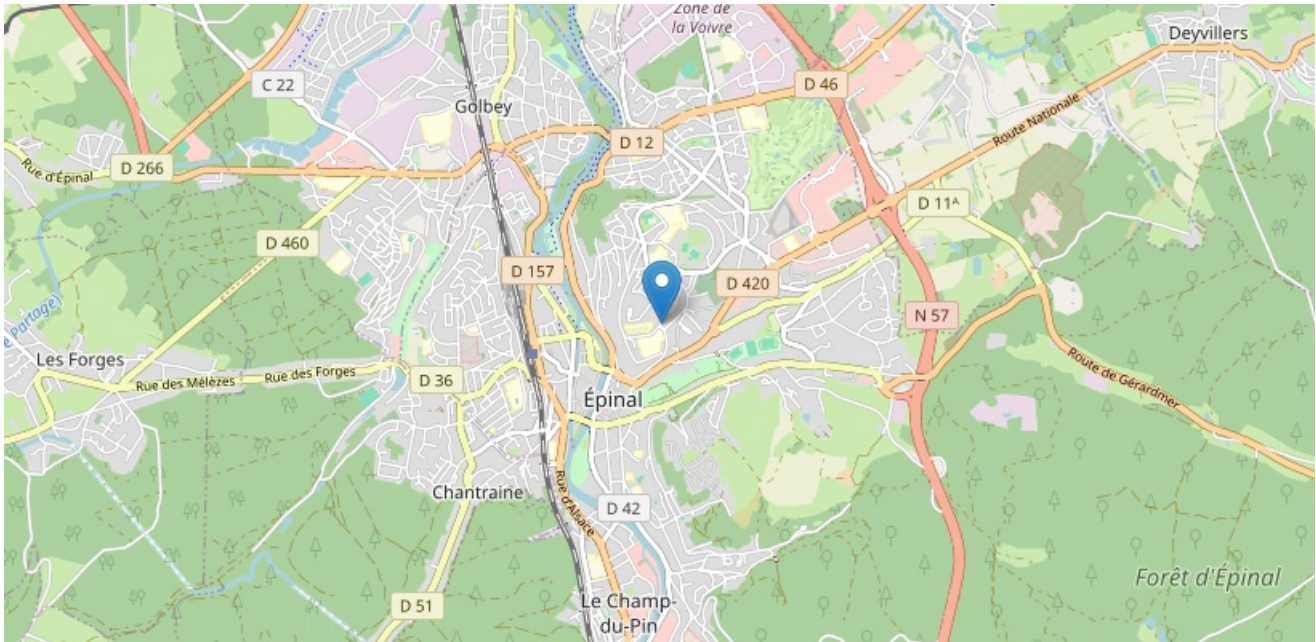 Zone de
la Voivre
Deyvillers
C 22
D 46
Golbey
Route Nationale
D 12
Rue d'Épinal
D 266
D 11ᴬ
D 460
D 157
D 420
N 57
e Partage)
Les Forges
Rue des Mélèzes
Rue des Forges
D 36
Route de Gérardmer
Épinal
Chantraine
Rue d'Alsace
D 42
Forêt d'Épinal
D 51
Le Champ-
du-Pin